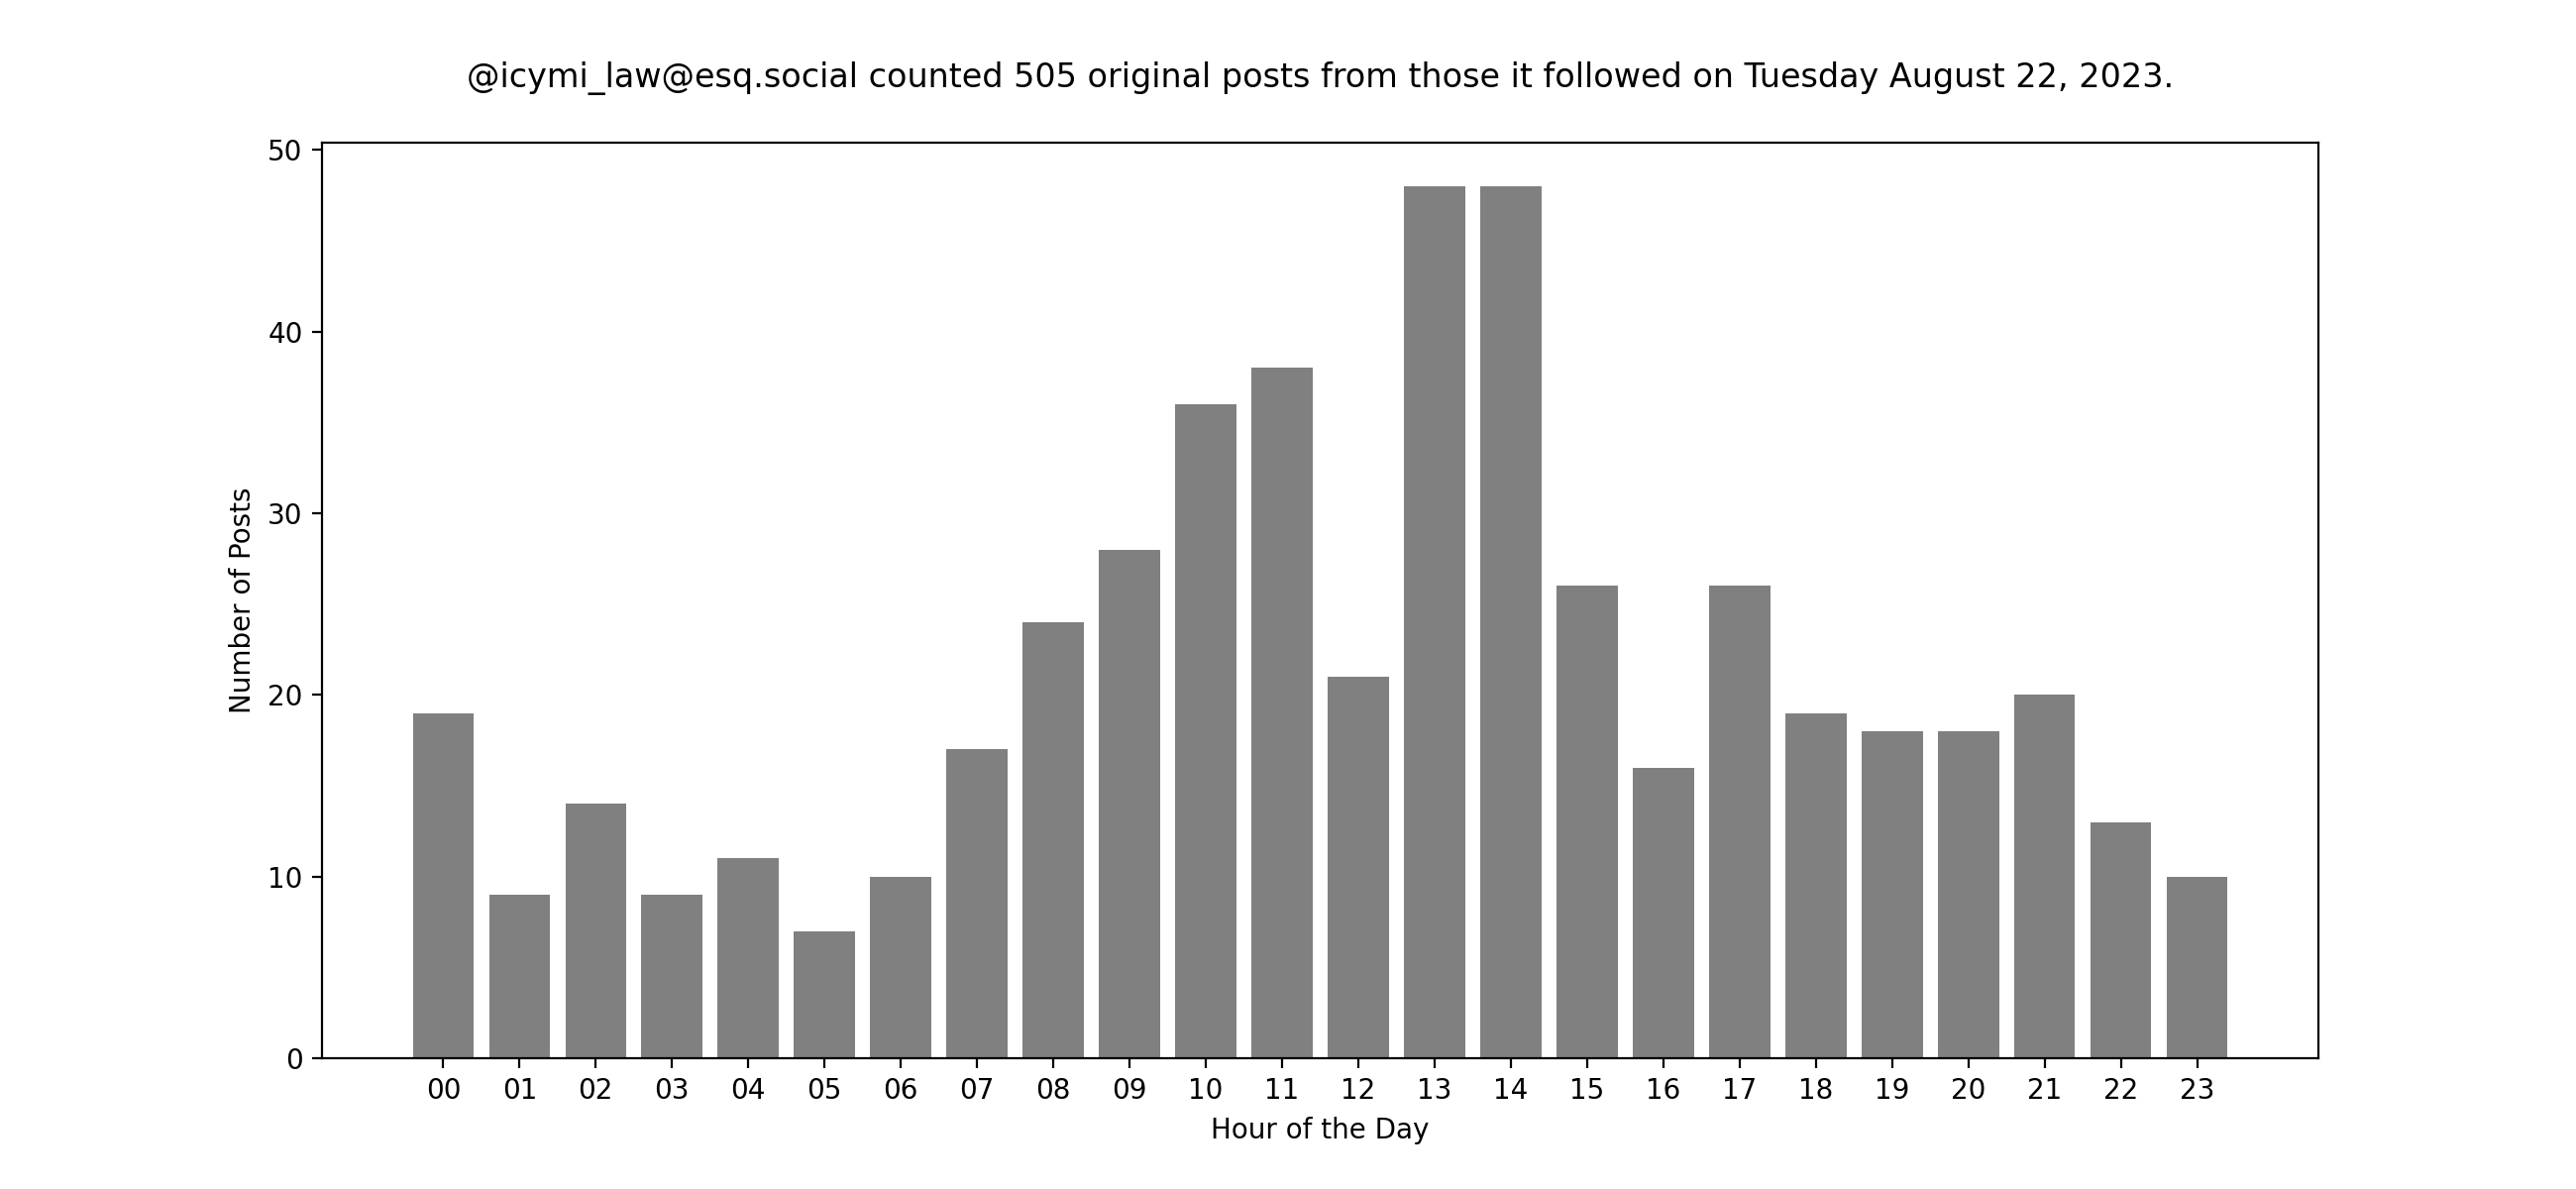 @icymi_law@esq.social counted 505 original posts from those it followed on Tuesday August 22, 2023.
50
40
30
20
10
0
Number of Posts
00 01 02 03 04 05 06 07 08 09 10 11 12 13 14 15 16 17 18 19 20 21 22 23
Hour of the Day